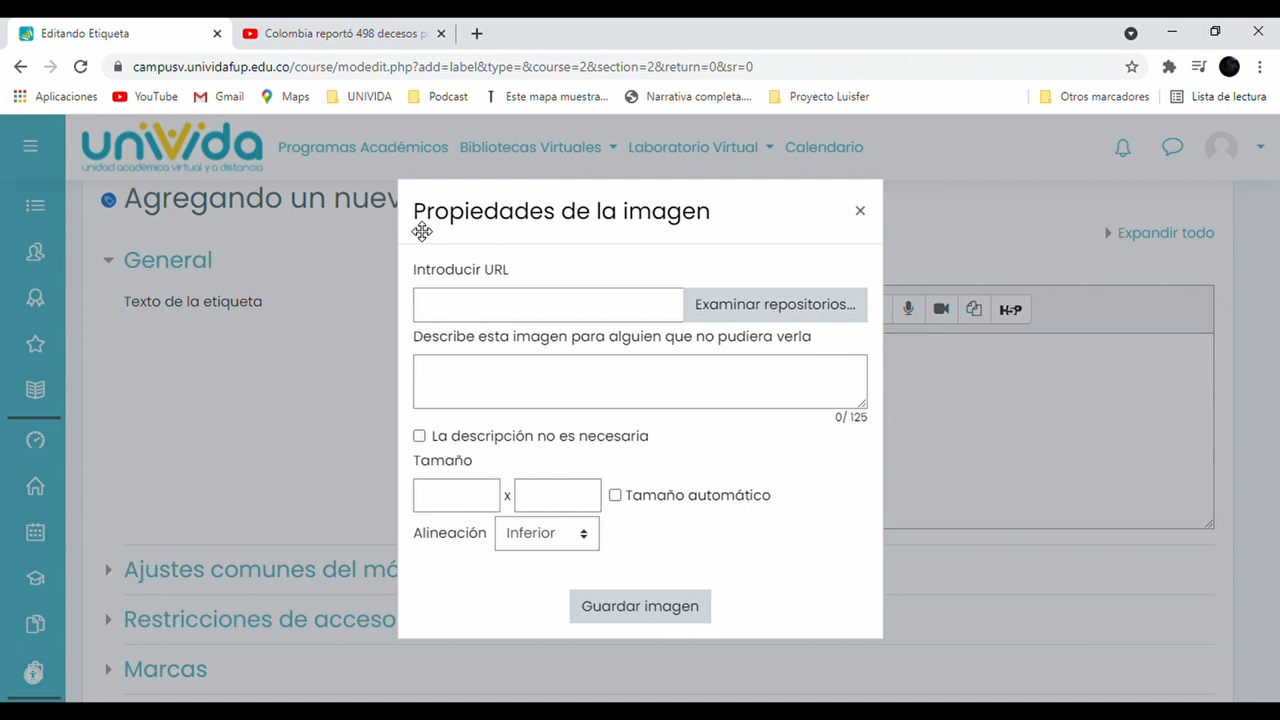 Editando Etiqueta
Colombia reportó 498 decesos p
campusv.unividafup.edu.co/course/modedit.php?add=label&type=&course=2&section=2&return=0&sr=0
Aplicaciones YouTube Gmail Maps UNIVIDA Podcast Este mapa muestra... Narrativa completa.... Proyecto Luisfer Otros marcadores Lista de lectura
uniVida
unidad académica virtual y a distancia
Programas Académicos Bibliotecas Virtuales Laboratorio Virtual Calendario
Agregando un nuev
Propiedades de la imagen
Expandir todo
General
Introducir URL
Texto de la etiqueta
Examinar repositorios...
H-P
Describe esta imagen para alguien que no pudiera verla
0/ 125
La descripción no es necesaria
Tamaño
x
Tamaño automático
Alineación Inferior
Ajustes comunes del mó
Guardar imagen
Restricciones de acceso
Marcas